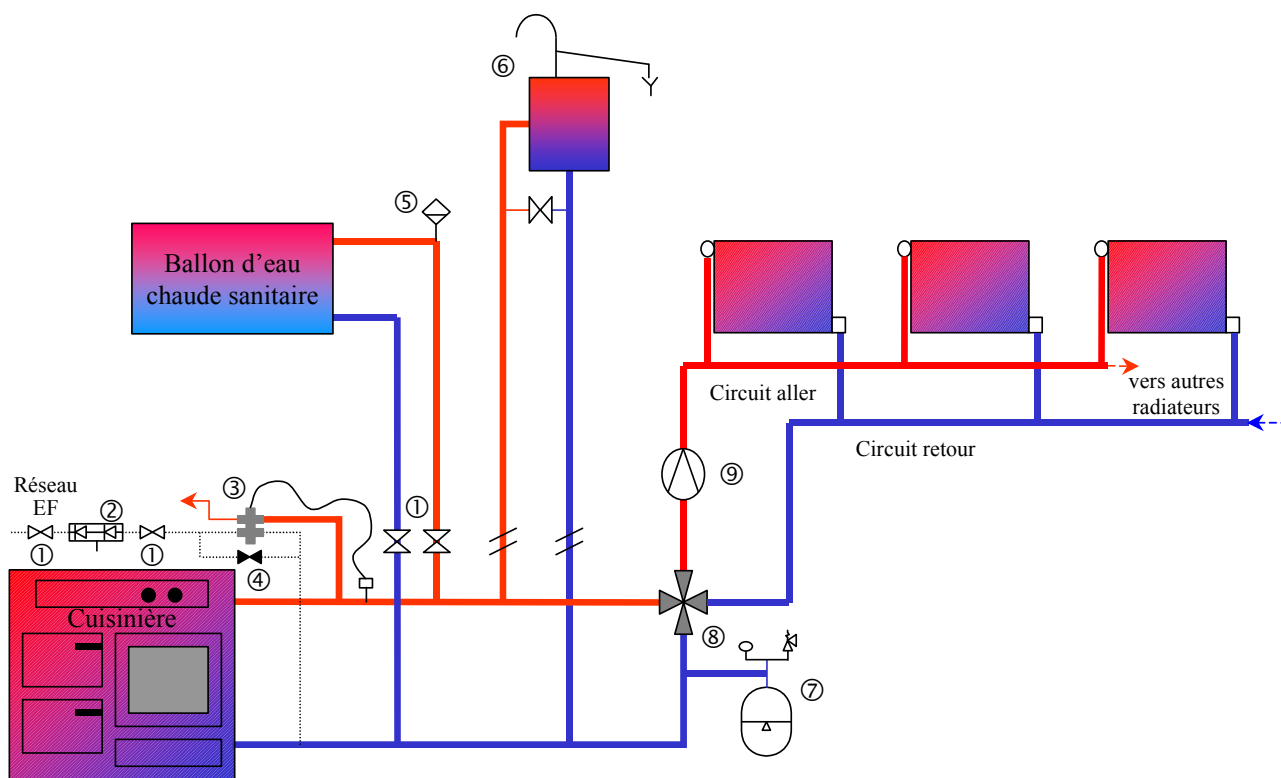 ⑥
⑤
Ballon d'eau
chaude sanitaire
Circuit aller
vers autres
radiateurs
Circuit retour
⑨
Réseau
EF
②
③
①
①
①
④
Cuisinière
⑧
⑦